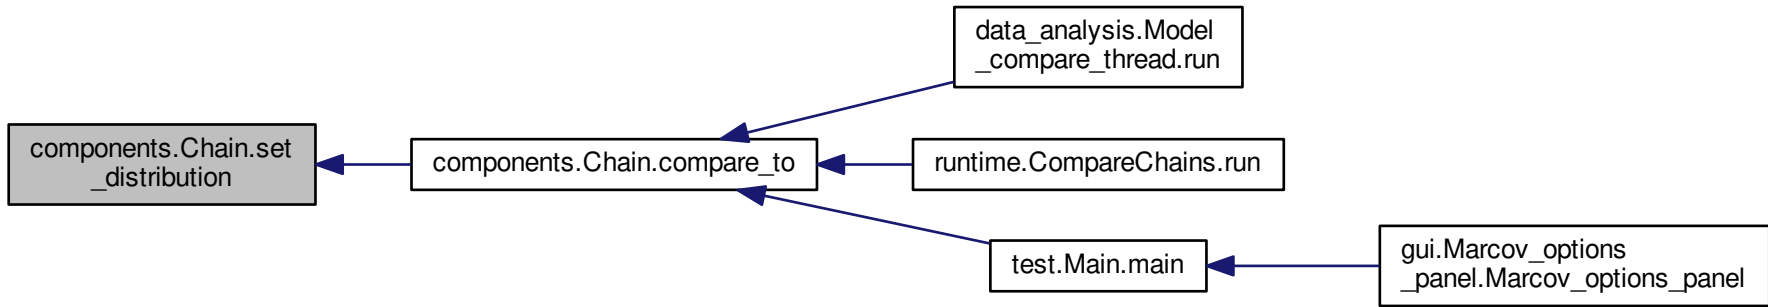 components.Chain.set
_distribution
components.Chain.compare_to
data_analysis.Model
_compare_thread.run
runtime.CompareChains.run
test.Main.main
gui.Marcov_options
_panel.Marcov_options_panel